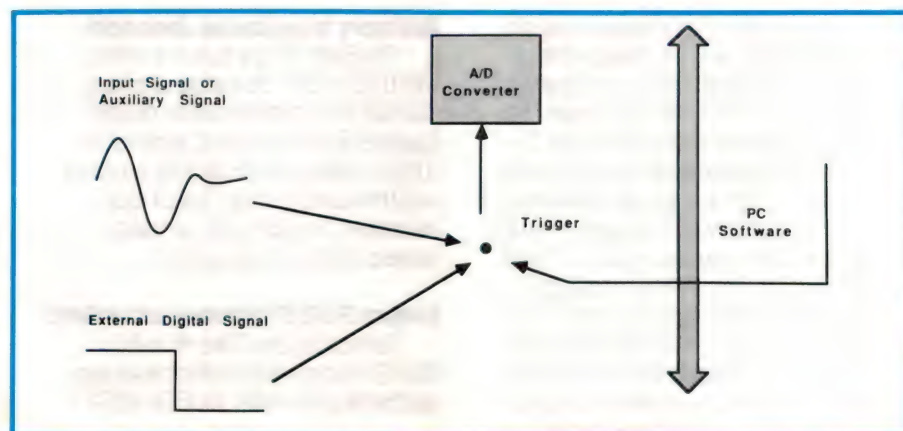 A/D
Converter
Input Signal or
Auxiliary Signal
Trigger
PC
Software
External Digital Signal